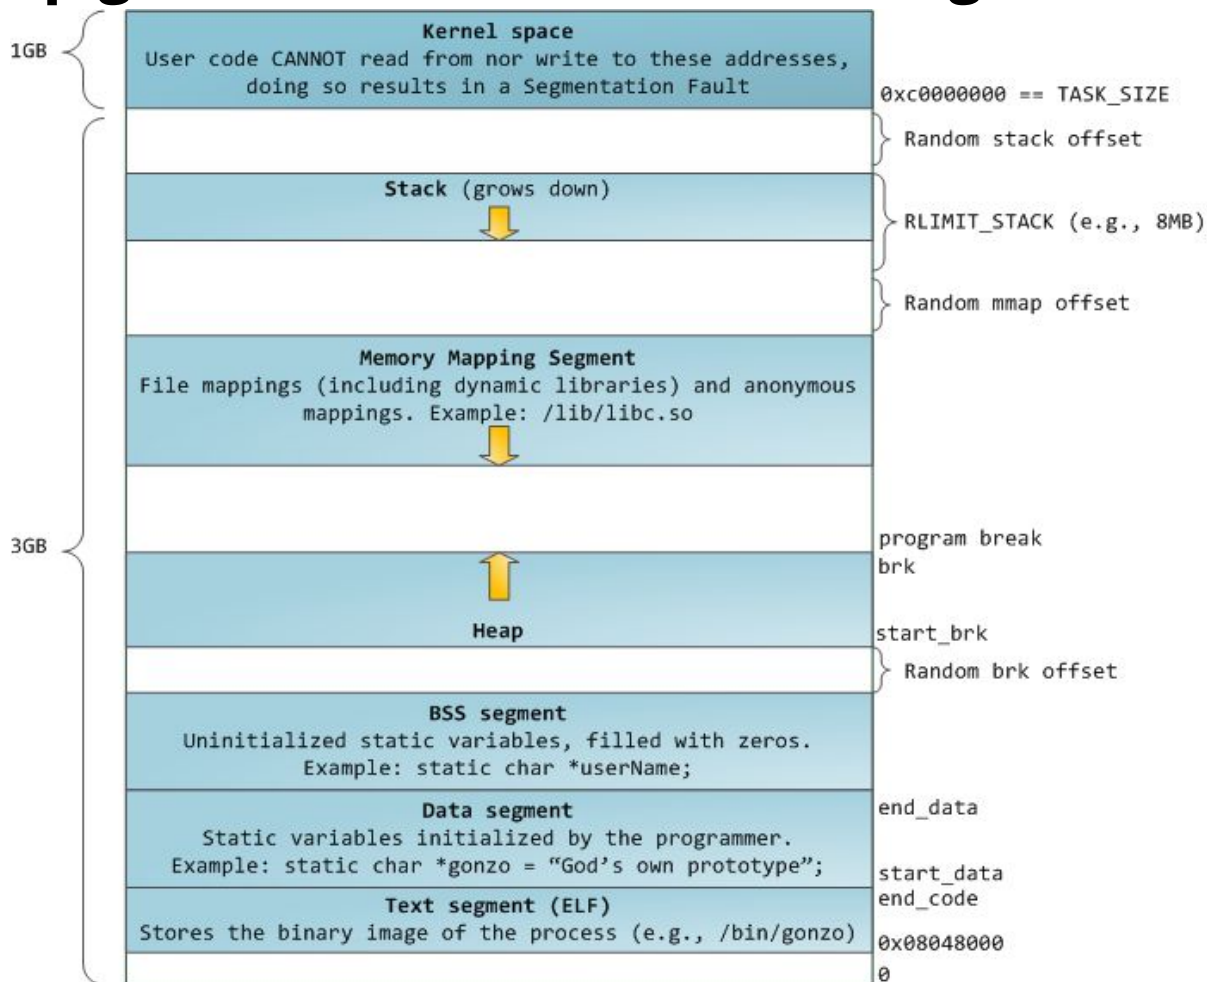 1GB
Kernel space
User code CANNOT read from nor write to these addresses,
doing so results in a Segmentation Fault
0xc0000000 == TASK_SIZE
Random stack offset
Stack (grows down)
RLIMIT_STACK (e.g., 8MB)
Random mmap offset
Memory Mapping Segment
File mappings (including dynamic libraries) and anonymous
mappings. Example: /lib/libc.so
3GB
program break
brk
Heap
start_brk
Random brk offset
BSS segment
Uninitialized static variables, filled with zeros.
Example: static char *userName;
Data segment
end_data
Static variables initialized by the programmer.
Example: static char *gonzo = “God’s own prototype”;
start_data
end_code
Text segment (ELF)
Stores the binary image of the process (e.g., /bin/gonzo)
0x08048000
0